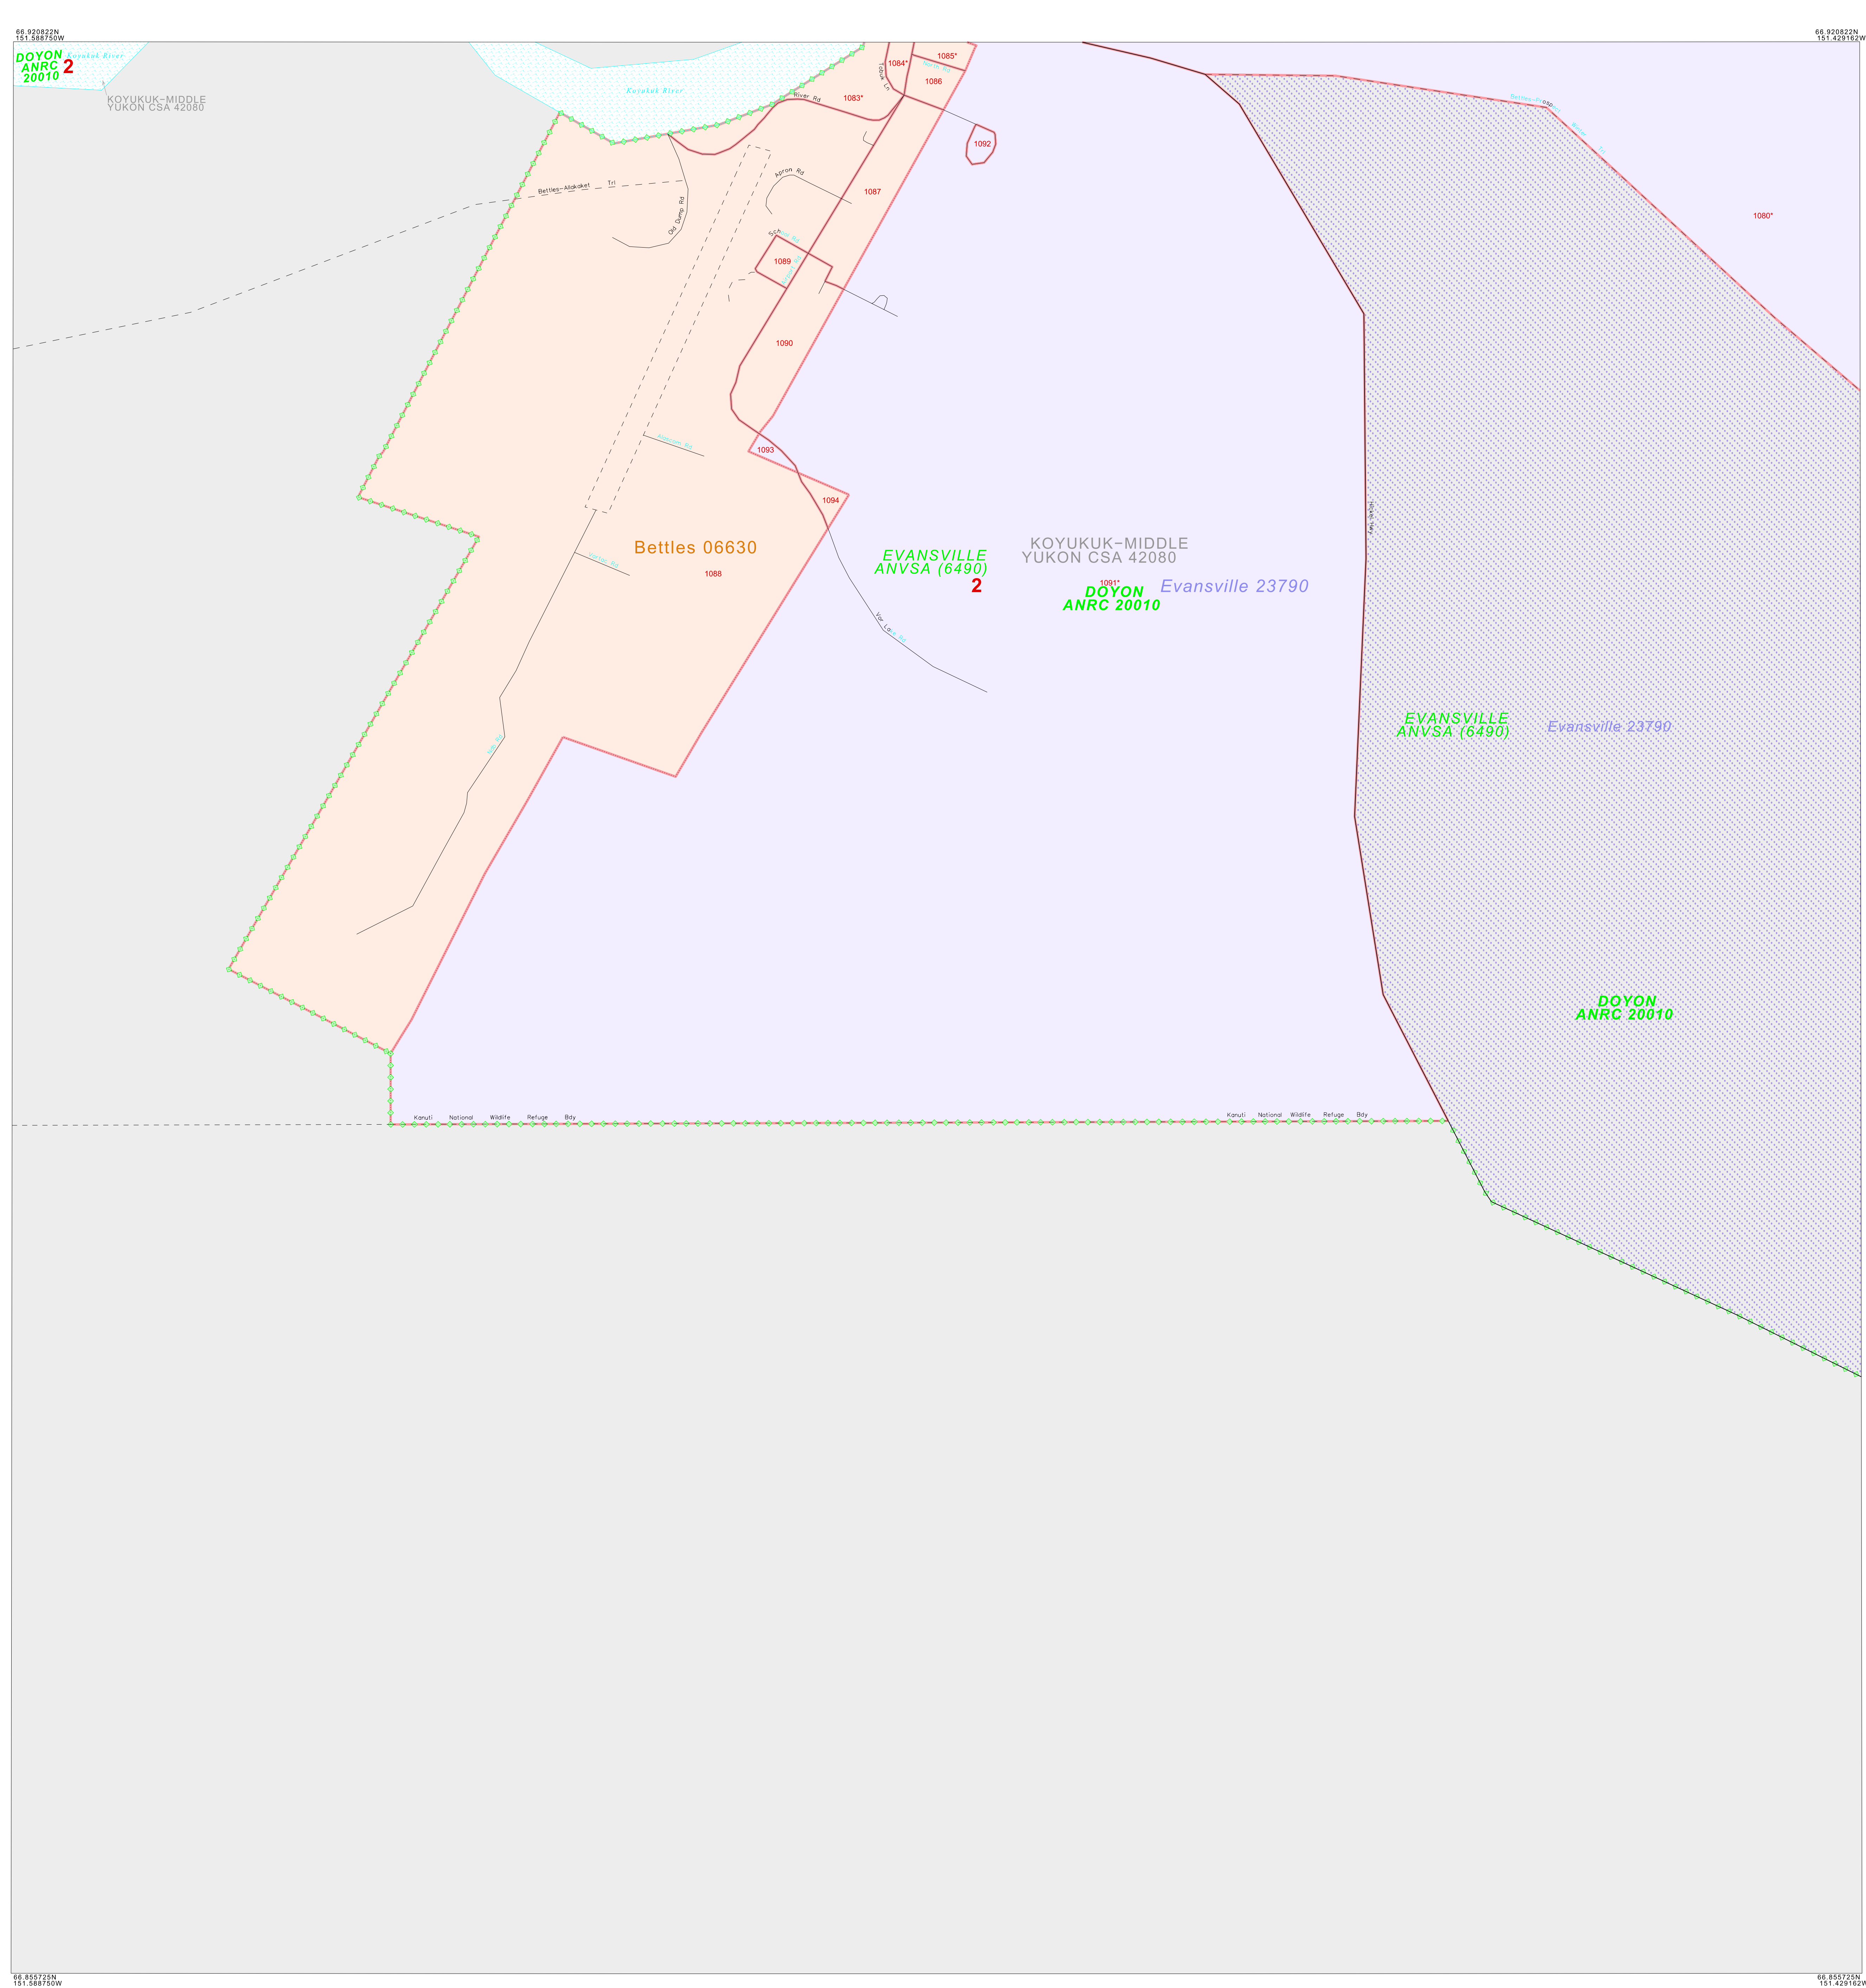 66.920822N
151.588750W
66.920822N
151.429162W
DOYON
ANRC
20010
2
Koyukuk River
KOYUKUK-MIDDLE
YUKON CSA 42080
Koyukuk River
1084*
1085*
1086
Tobuk Ln
1083*
River Rd
1092
1087
1080*
Bettles-Allakaket Trl
Old Dump Rd
Apron Rd
1089
1090
1093
1094
Bettles 06630
1088
EVANSVILLE
ANVSA (6490)
2
KOYUKUK-MIDDLE
YUKON CSA 42080
1091*
DOYON
ANRC 20010
Evansville 23790
EVANSVILLE
ANVSA (6490)
Evansville 23790
DOYON
ANRC 20010
Kanuti National Wildlife Refuge Bdy
Kanuti National Wildlife Refuge Bdy
66.855725N
151.588750W
66.855725N
151.429162W